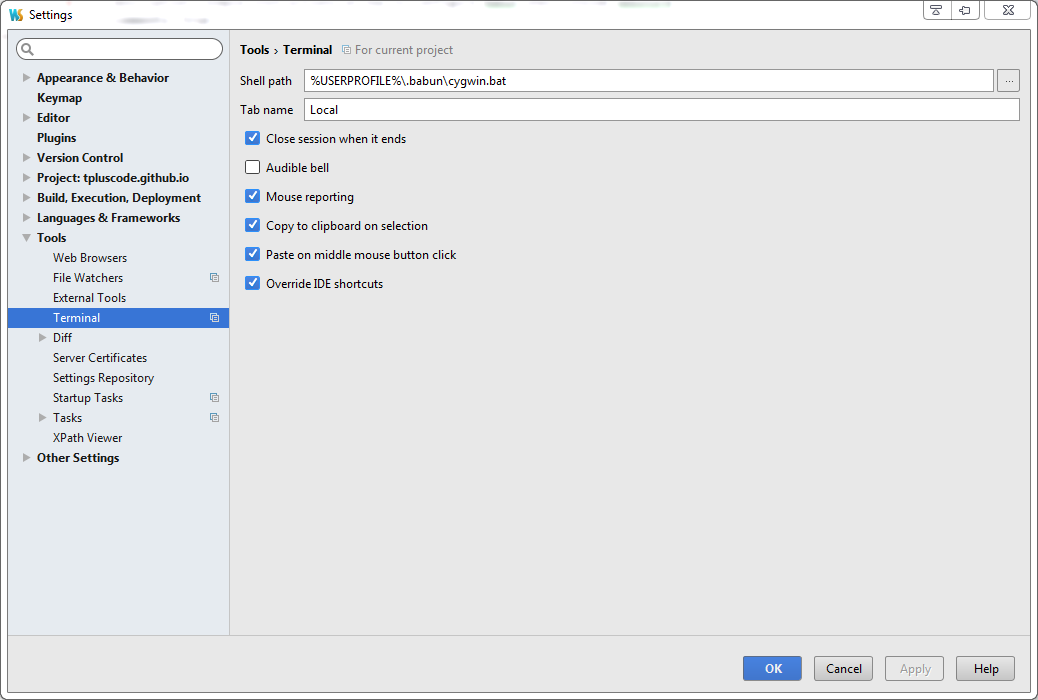 WS Settings
Appearance & Behavior
Keymap
Editor
Plugins
Version Control
Project: tpluscode.github.io
Build, Execution, Deployment
Languages & Frameworks
Tools
Web Browsers
File Watchers
External Tools
Terminal
Diff
Server Certificates
Settings Repository
Startup Tasks
Tasks
XPath Viewer
Other Settings
Tools › Terminal For current project
Shell path %USERPROFILE%\.babun\cygwin.bat ...
Tab name Local
Close session when it ends
Audible bell
Mouse reporting
Copy to clipboard on selection
Paste on middle mouse button click
Override IDE shortcuts
OK Cancel Apply Help